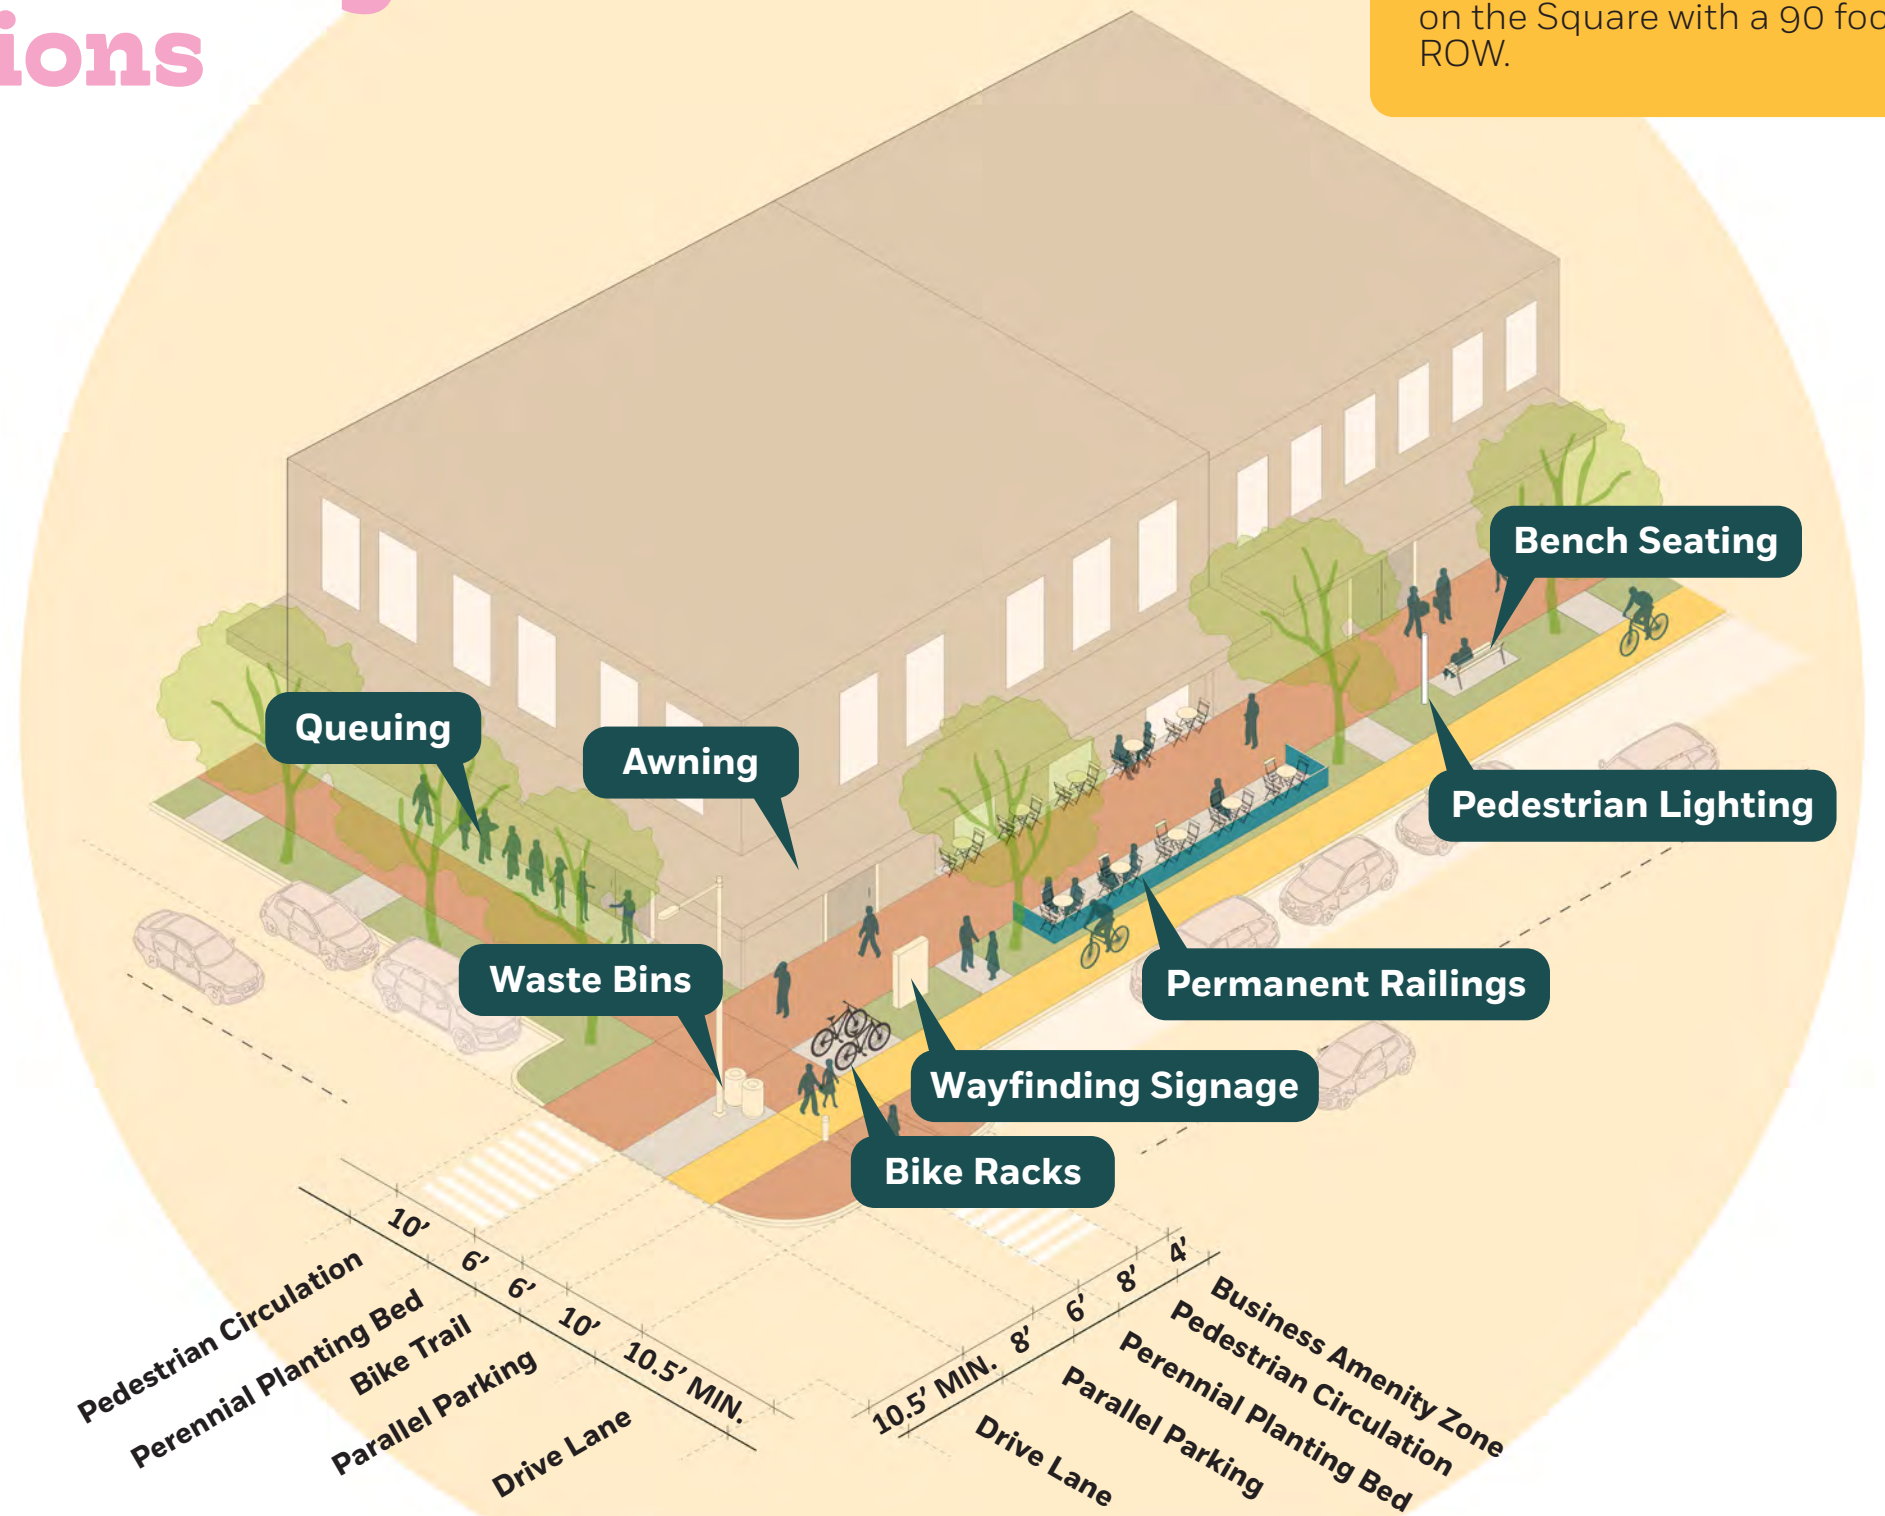 ions
on the Square with a 90 foo
ROW.
Bench Seating
Queuing
Awning
Pedestrian Lighting
Waste Bins
Permanent Railings
Wayfinding Signage
Bike Racks
10’
6’
6’
10’
10.5’ MIN.
Pedestrian Circulation
Perennial Planting Bed
Bike Trail
Parallel Parking
Drive Lane
4’
8’
6’
8’
10.5’ MIN.
Business Amenity Zone
Pedestrian Circulation
Perennial Planting Bed
Parallel Parking
Drive Lane